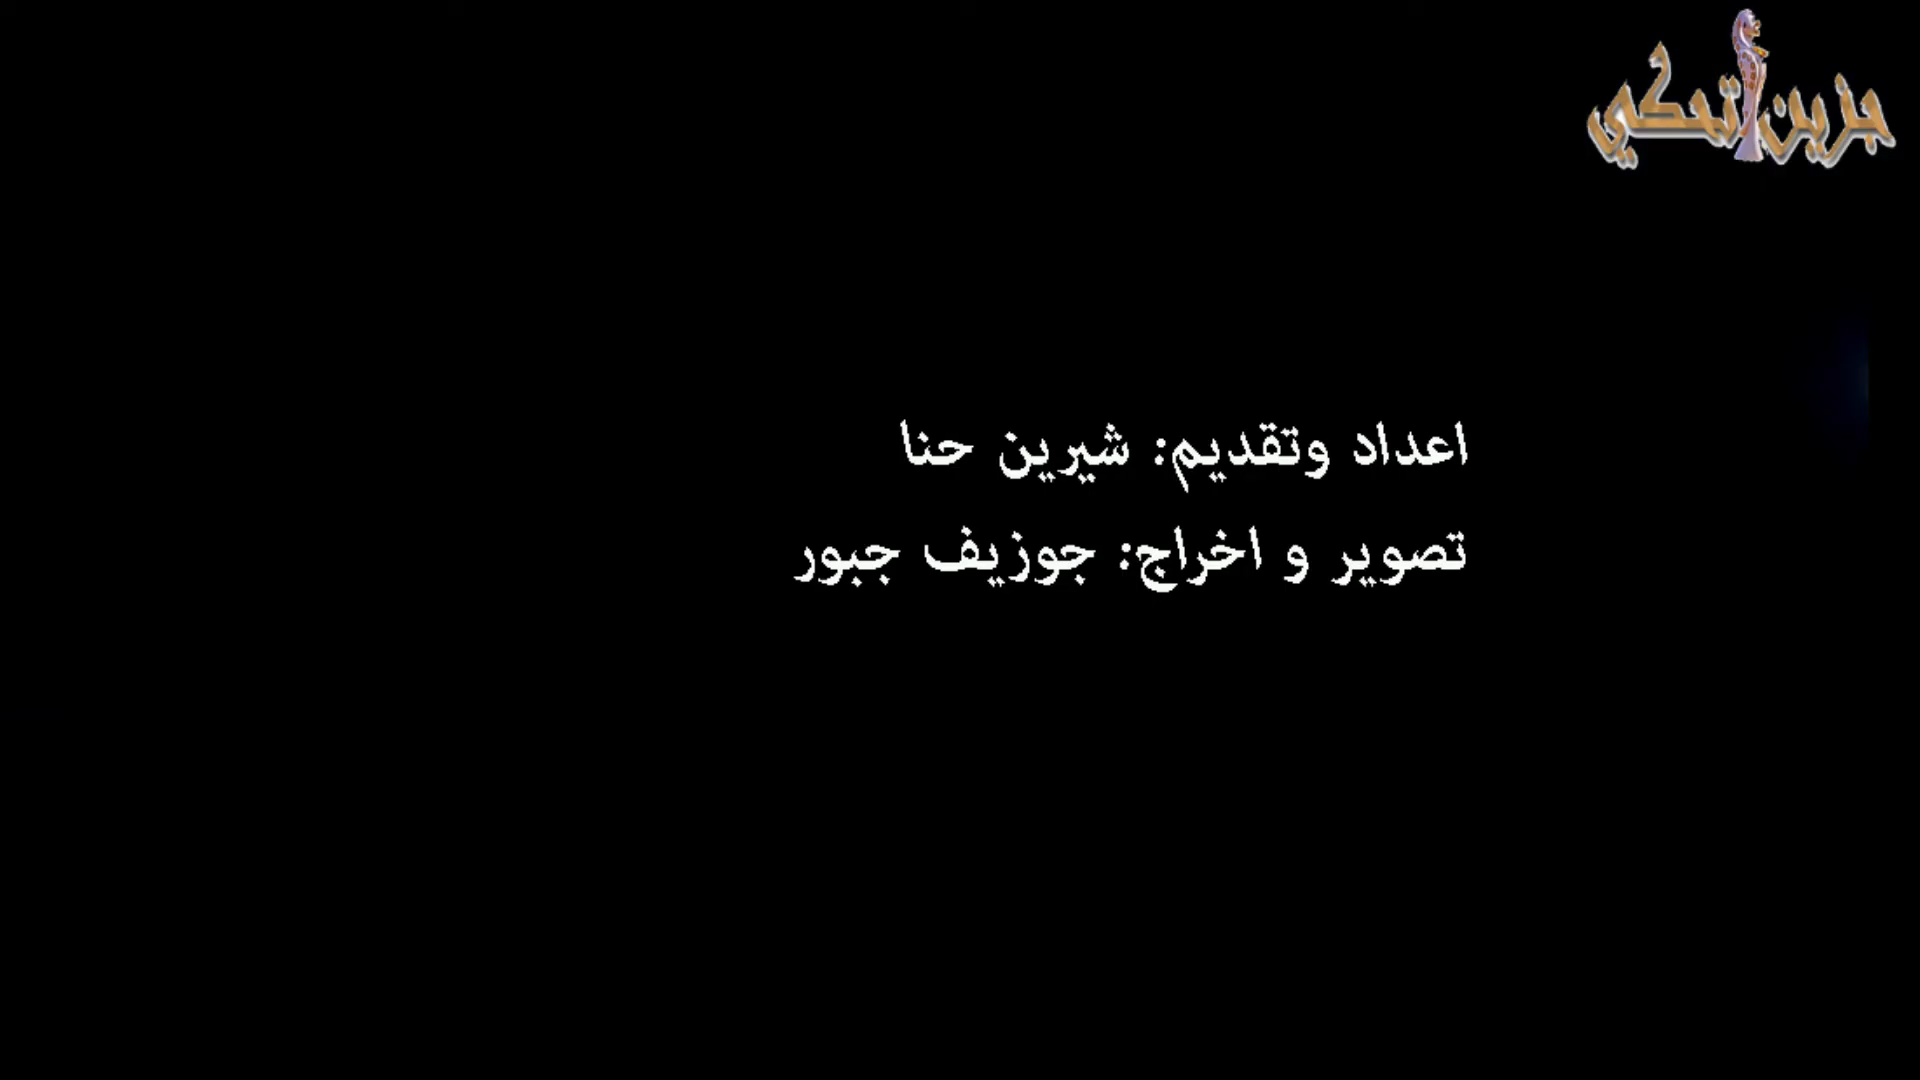 جزين تحكي
اعداد وتقديم: شيرين حنا
تصوير و اخراج: جوزيف جبور